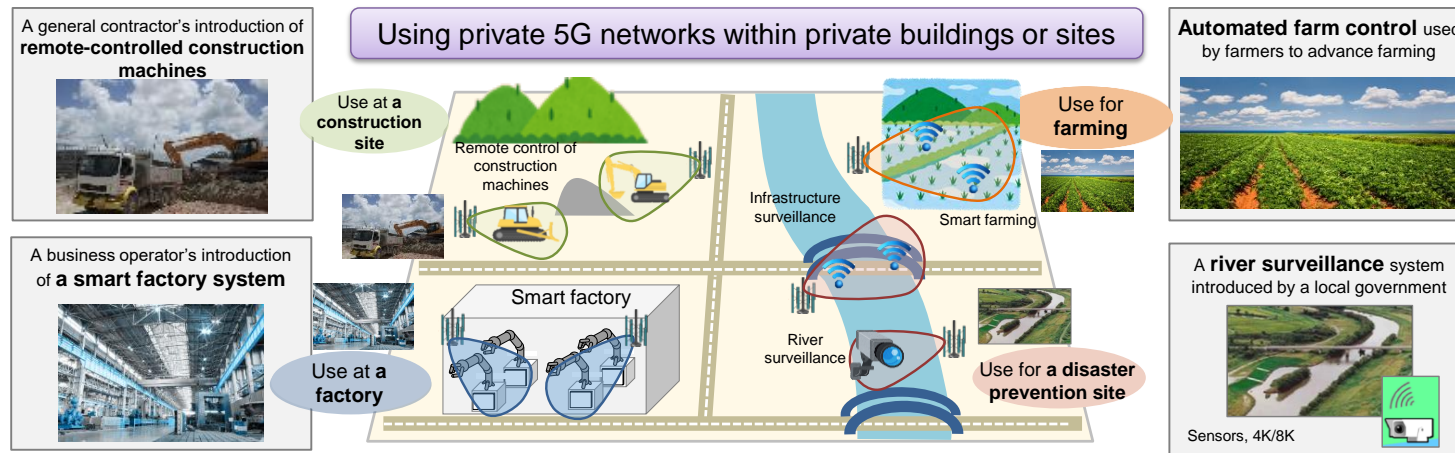 Using private 5G networks within private buildings or sites
A general contractor's introduction of
remote-controlled construction
machines
Use at a
construction
site
Remote control of
construction
machines
Infrastructure
surveillance
Smart farming
Use for
farming
Automated farm control used
by farmers to advance farming
A business operator's introduction
of a smart factory system
Use at a
factory
Smart factory
River
surveillance
Use for a disaster
prevention site
A river surveillance system
introduced by a local government
Sensors, 4K/8K